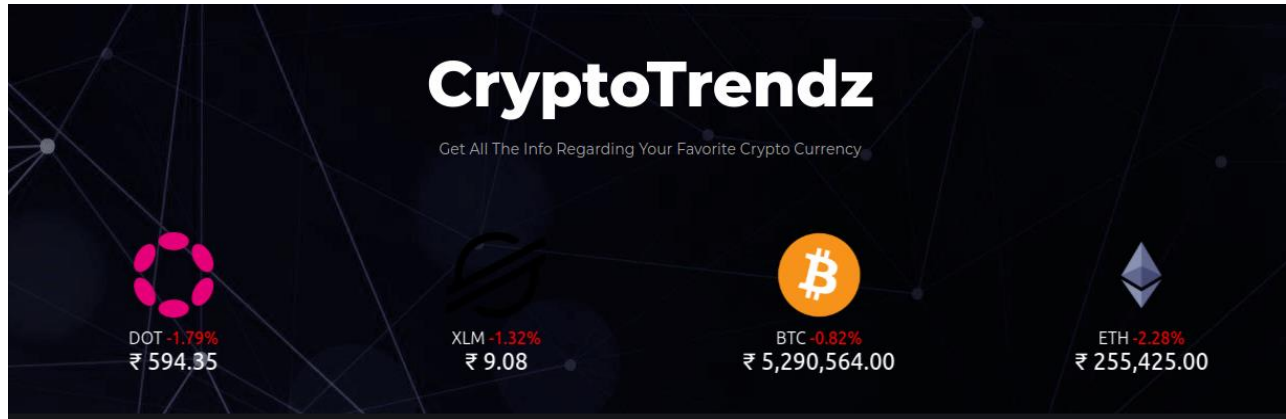 CryptoTrendz
Get All The Info Regarding Your Favorite Crypto Currency
DOT -1.79%
₹ 594.35
XLM -1.32%
₹ 9.08
BTC -0.82%
₹ 5,290,564.00
ETH -2.28%
₹ 255,425.00